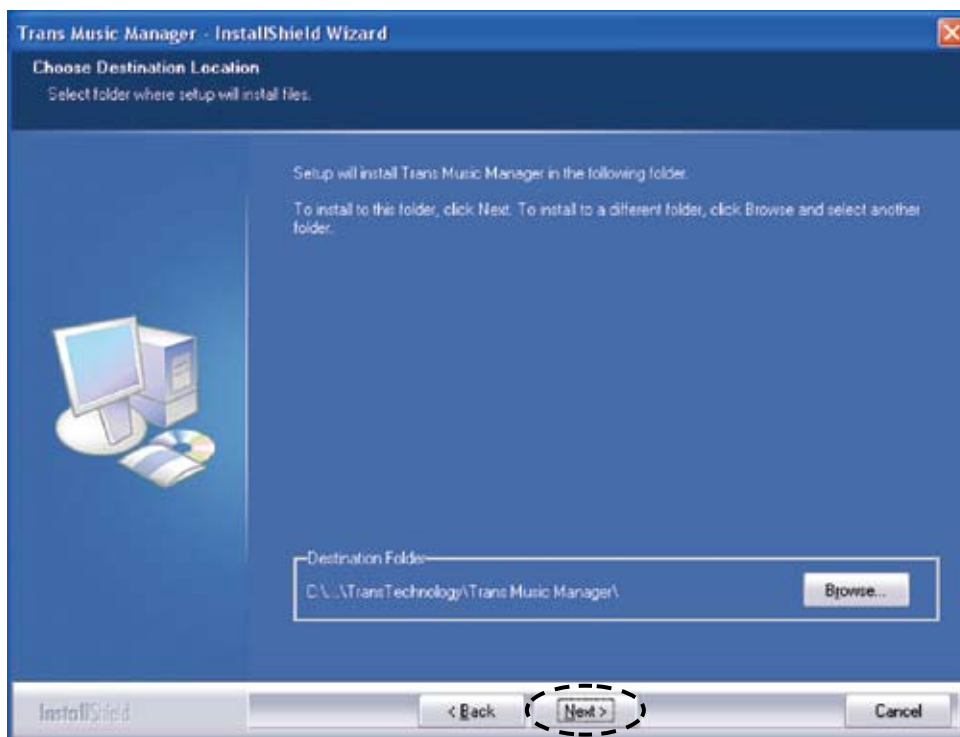 Trans Music Manager - InstallShield Wizard
Choose Destination Location
Select folder where setup will install files.
Setup will install Trans Music Manager in the following folder.
To install to this folder, click Next. To install to a different folder, click Browse and select another
folder.
Destination Folder
C:\...\TransTechnology\Trans Music Manager\
Browse...
InstallShield
< Back
Next >
Cancel